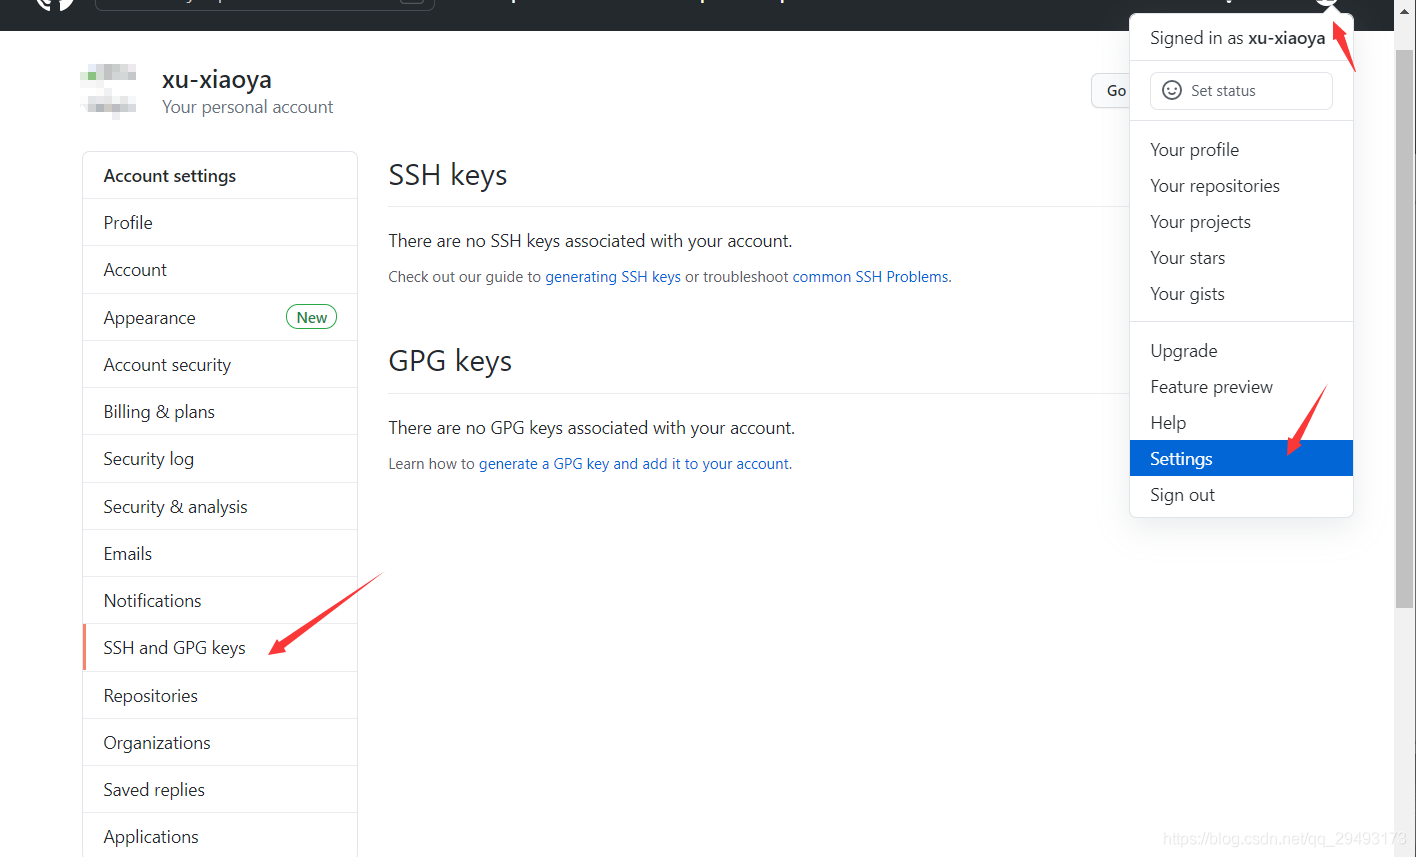 Signed in as xu-xiaoya
Set status
Your profile
Your repositories
Your projects
Your stars
Your gists
Upgrade
Feature preview
Help
Settings
Sign out
xu-xiaoya
Your personal account
Go
Account settings
Profile
Account
Appearance New
Account security
Billing & plans
Security log
Security & analysis
Emails
Notifications
SSH and GPG keys
Repositories
Organizations
Saved replies
Applications
SSH keys
There are no SSH keys associated with your account.
Check out our guide to generating SSH keys or troubleshoot common SSH Problems.
GPG keys
There are no GPG keys associated with your account.
Learn how to generate a GPG key and add it to your account.
https://blog.csdn.net/qq_29493173